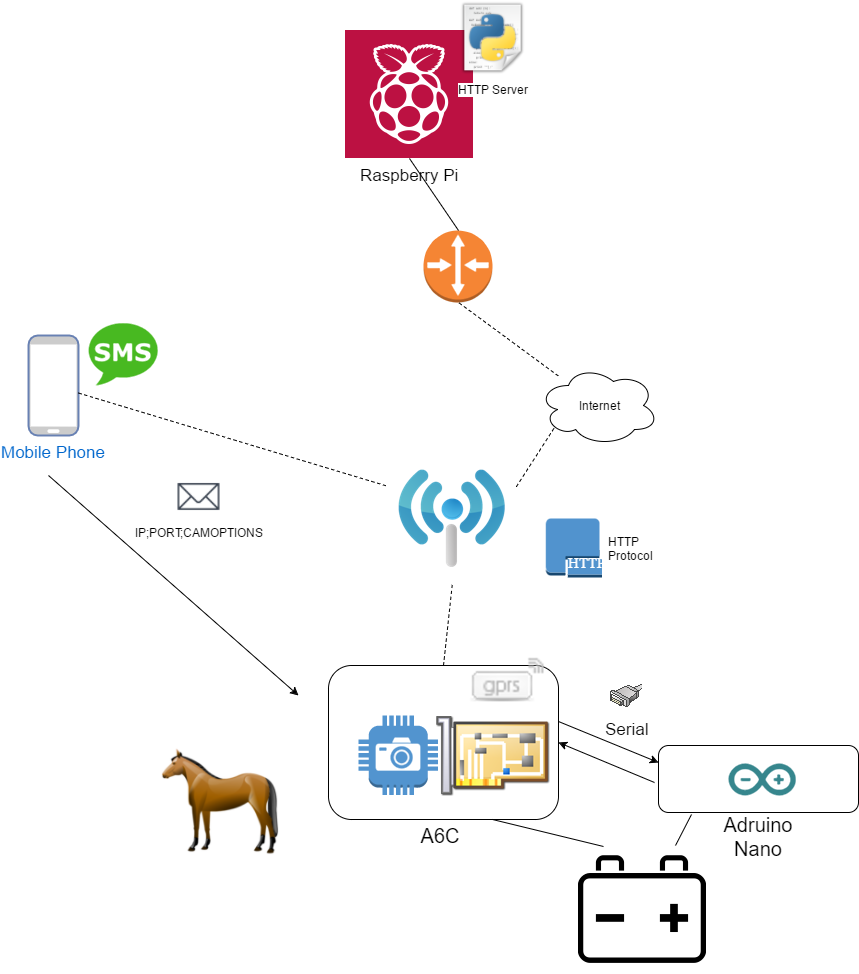 HTTP Server
Raspberry Pi
SMS
Internet
Mobile Phone
IP;PORT;CAMOPTIONS
HTTP
Protocol
HTTP
gprs
Serial
A6C
Adruino
Nano